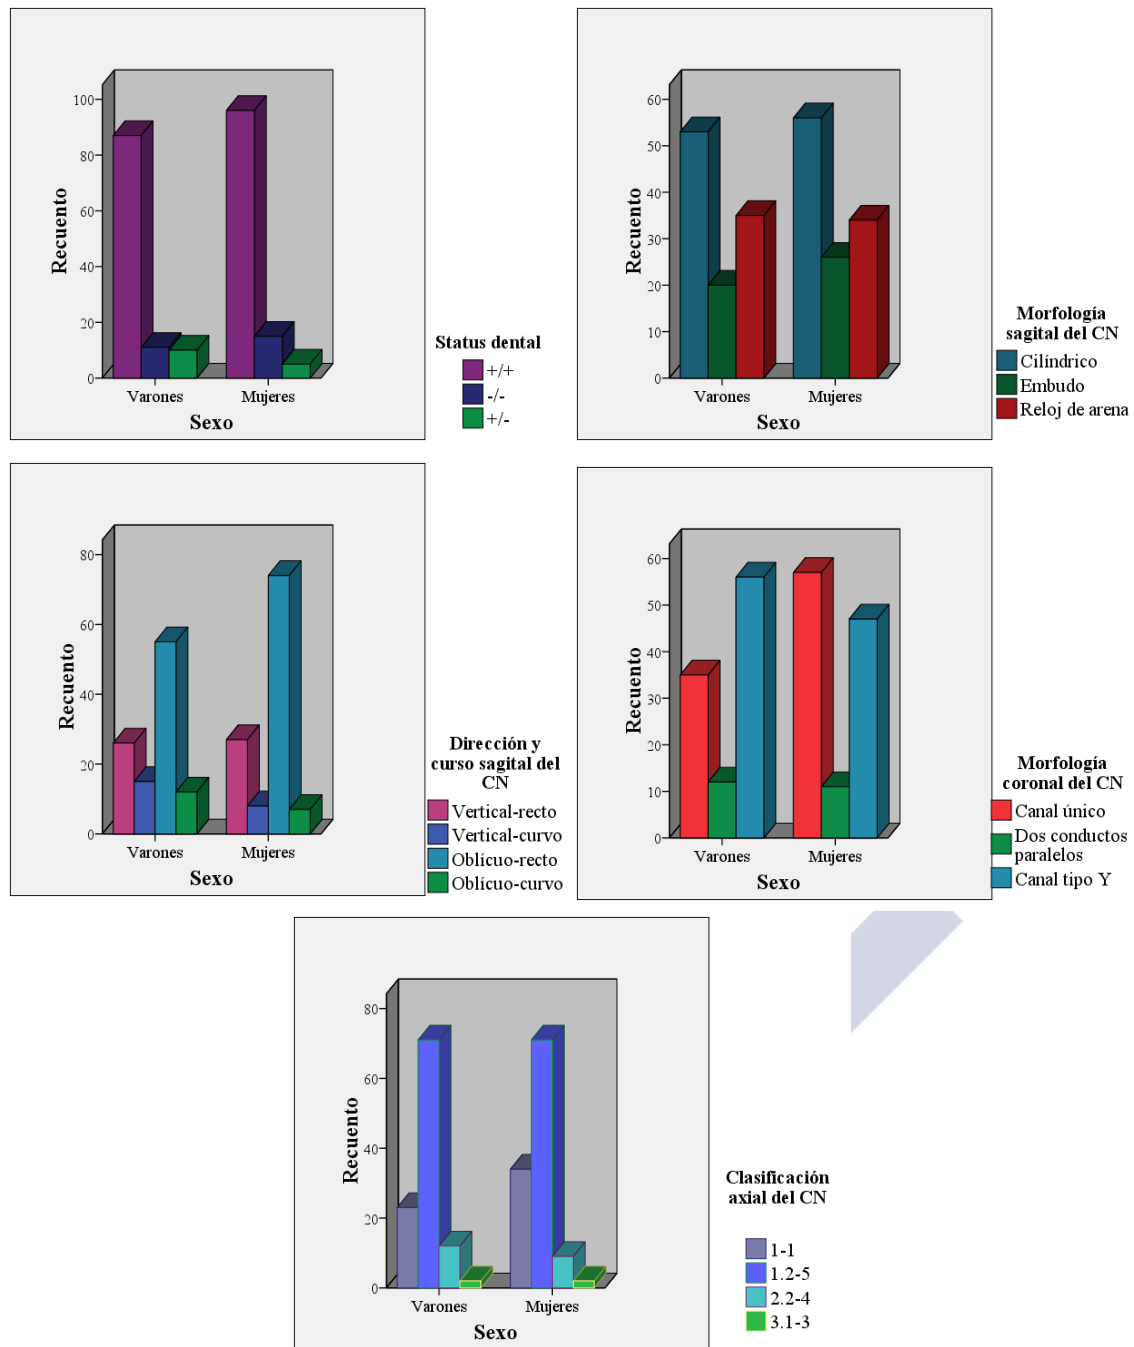 100
80
60
40
20
0
Recuento
Varones
Mujeres
Sexo
Status dental
+/+
-/-
+/-
60
50
40
30
20
10
0
Recuento
Varones
Mujeres
Sexo
Morfología
sagital del CN
Cilíndrico
Embudo
Reloj de arena
80
60
40
20
0
Recuento
Varones
Mujeres
Sexo
Dirección y
curso sagital del
CN
Vertical-recto
Vertical-curvo
Oblícuo-recto
Oblícuo-curvo
60
50
40
30
20
10
0
Recuento
Varones
Mujeres
Sexo
Morfología
coronal del CN
Canal único
Dos conductos
paralelos
Canal tipo Y
80
60
40
20
0
Recuento
Varones
Mujeres
Sexo
Clasificación
axial del CN
1-1
1.2-5
2.2-4
3.1-3